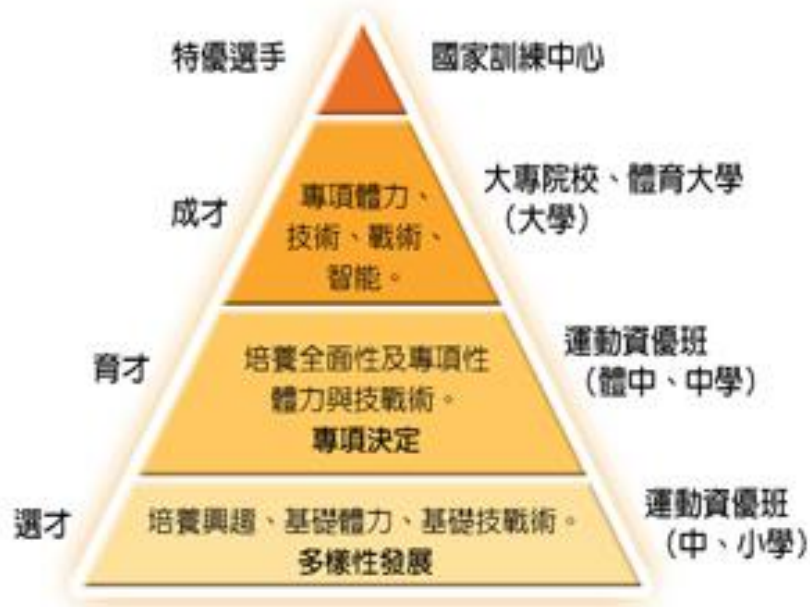 特優選手
國家訓練中心
成才
專項體力、
技術、戰術、
智能。
大專院校、體育大學
（大學）
育才
培養全面性及專項性
體力與技戰術。
專項決定
運動資優班
（體中、中學）
選才
培養興趣、基礎體力、基礎技戰術。
多樣性發展
運動資優班
（中、小學）